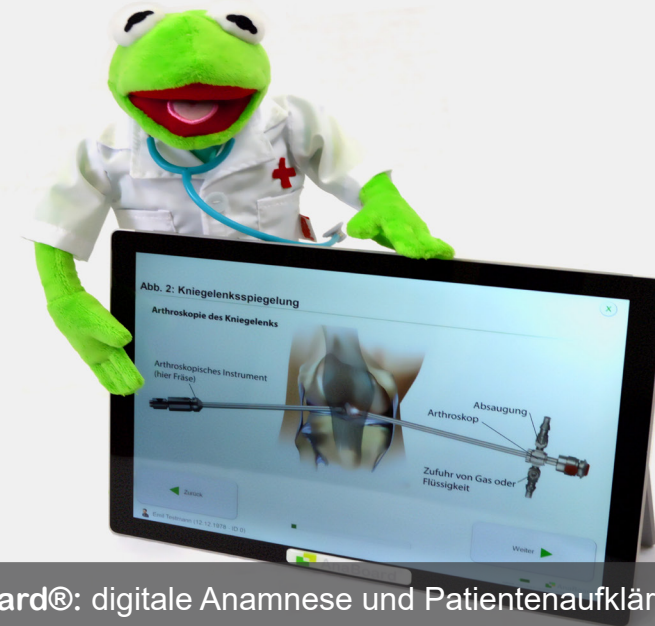 Abb. 2: Kniegelenksspiegelung
Arthroskopie des Kniegelenks
Arthroskopisches Instrument
(hier Fräse)
Absaugung
Arthroskop
Zufuhr von Gas oder
Flüssigkeit
Zurück
Weiter
ard®: digitale Anamnese und Patientenaufklär